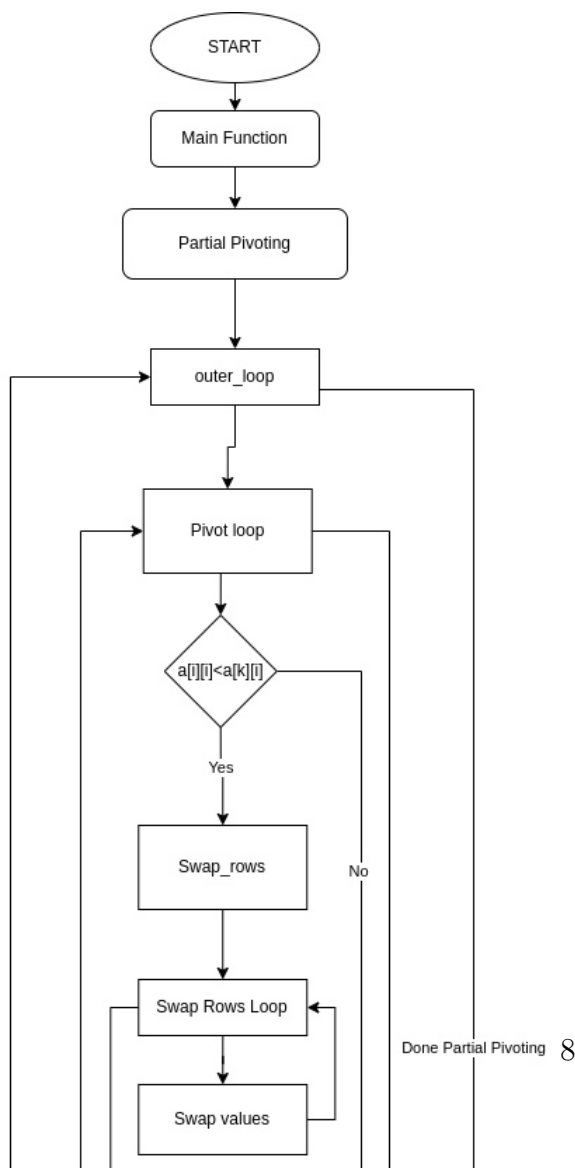 START
Main Function
Partial Pivoting
outer_loop
Pivot loop
a[i][i]<a[k][i]
Yes
Swap_rows
No
Swap Rows Loop
Done Partial Pivoting 8
Swap values